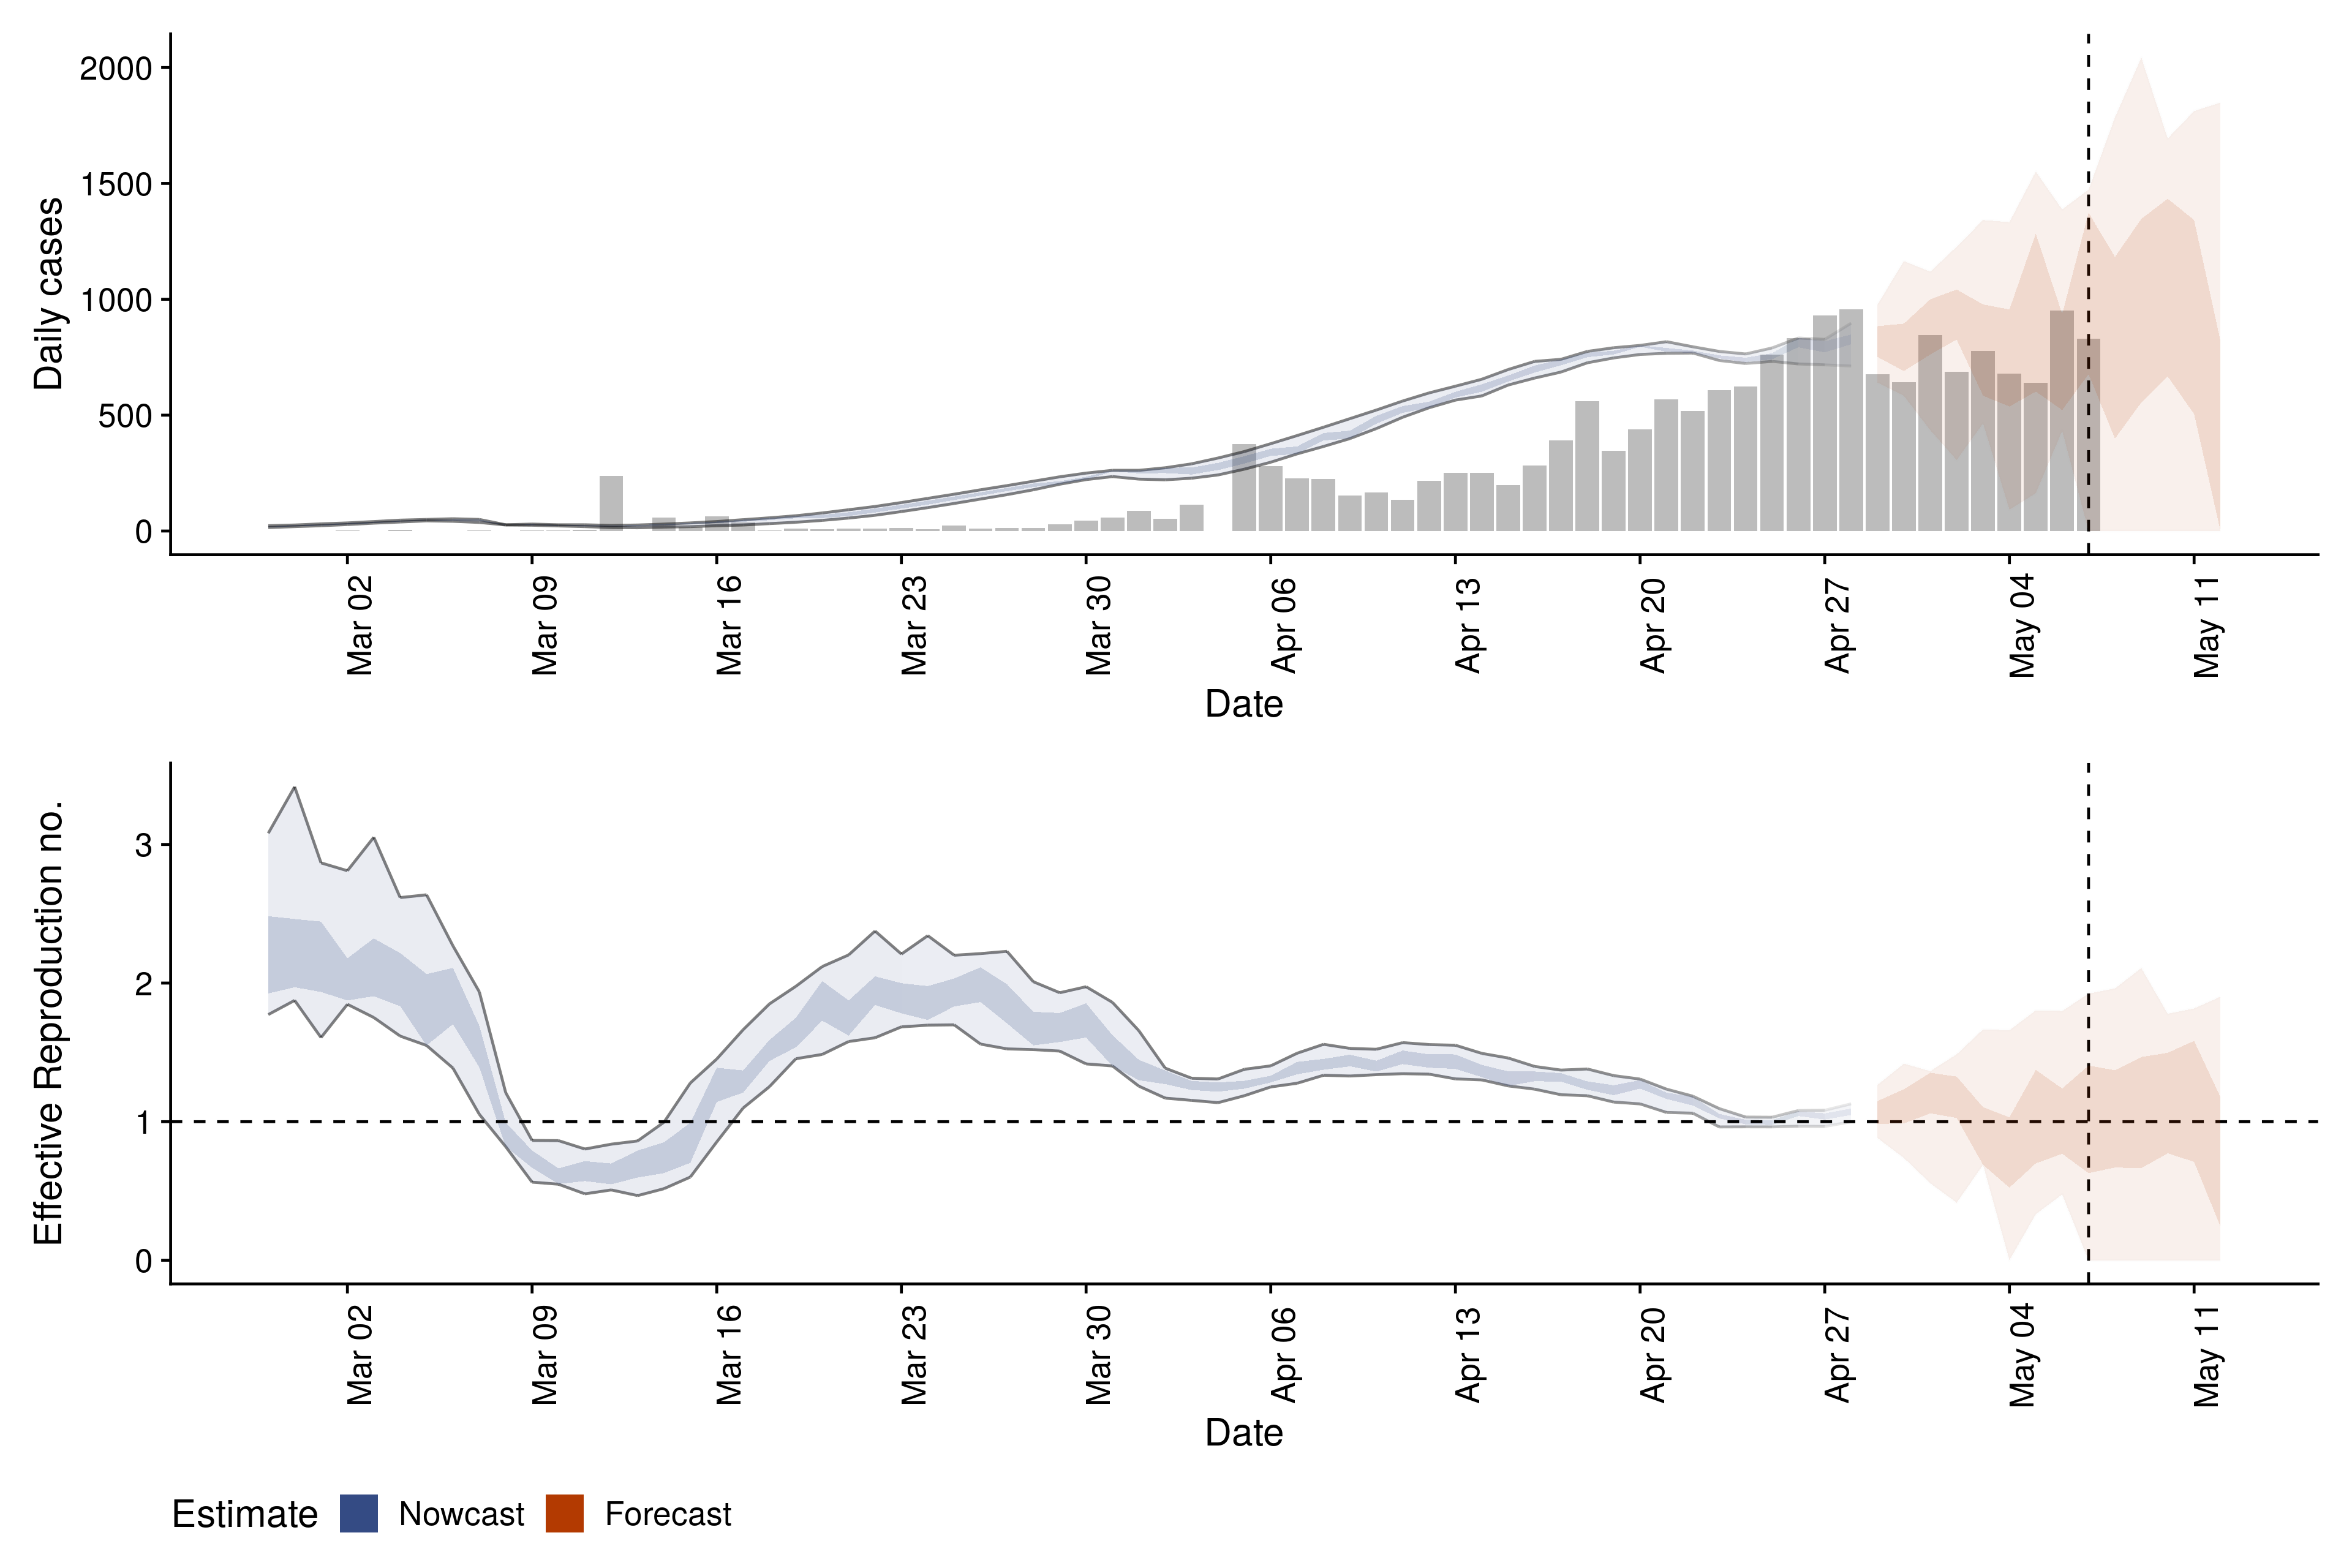 Daily cases
2000
1500
1000
500
0
Mar 02
Mar 09
Mar 16
Mar 23
Mar 30
Apr 06
Apr 13
Apr 20
Apr 27
May 04
May 11
Date
Effective Reproduction no.
3
2
1
0
Mar 02
Mar 09
Mar 16
Mar 23
Mar 30
Apr 06
Apr 13
Apr 20
Apr 27
May 04
May 11
Date
Estimate Nowcast Forecast